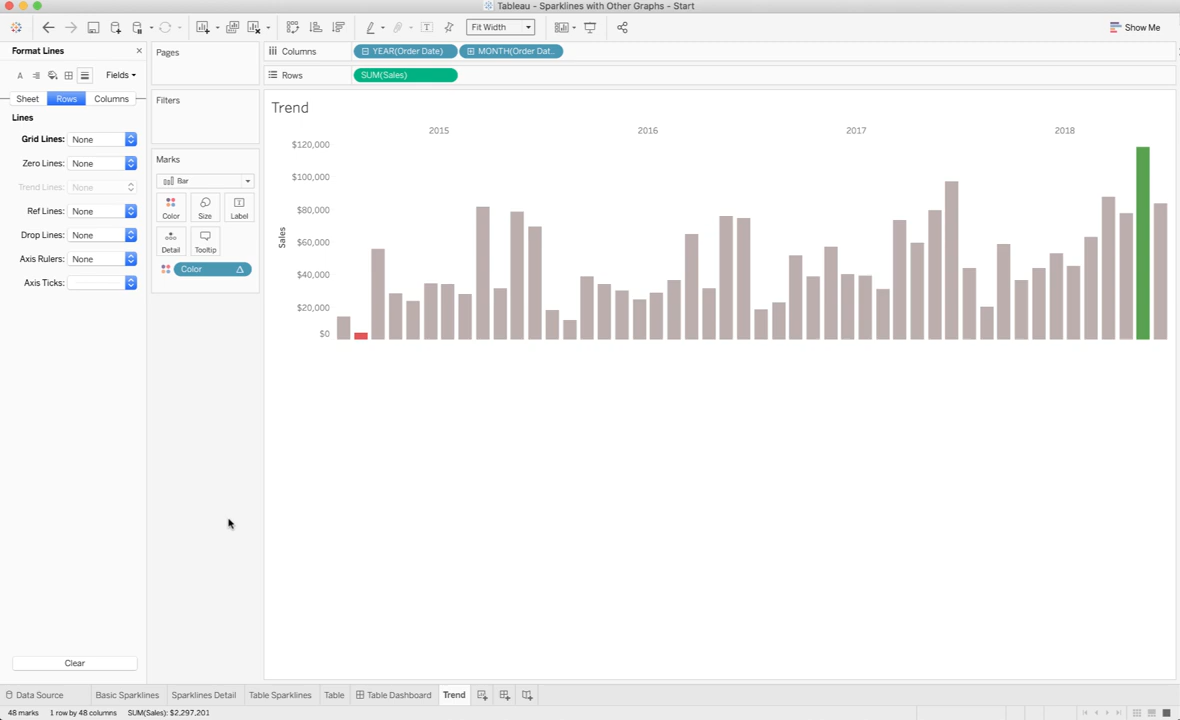 Tableau - Sparklines with Other Graphs - Start
Fit Width
Show Me
Format Lines
Fields
Sheet
Rows
Columns
Lines
Grid Lines: None
Zero Lines: None
Trend Lines: None
Ref Lines: None
Drop Lines: None
Axis Rulers: None
Axis Ticks:
Clear
Pages
Filters
Marks
Bar
Color
Size
Label
Detail
Tooltip
Color
Columns
YEAR(Order Date)
MONTH(Order Dat..
Rows
SUM(Sales)
Trend
2015
2016
2017
2018
$120,000
$100,000
$80,000
$60,000
$40,000
$20,000
$0
Sales
Data Source
Basic Sparklines
Sparklines Detail
Table Sparklines
Table
Table Dashboard
Trend
48 marks
1 row by 48 columns
SUM(Sales): $2,297,201